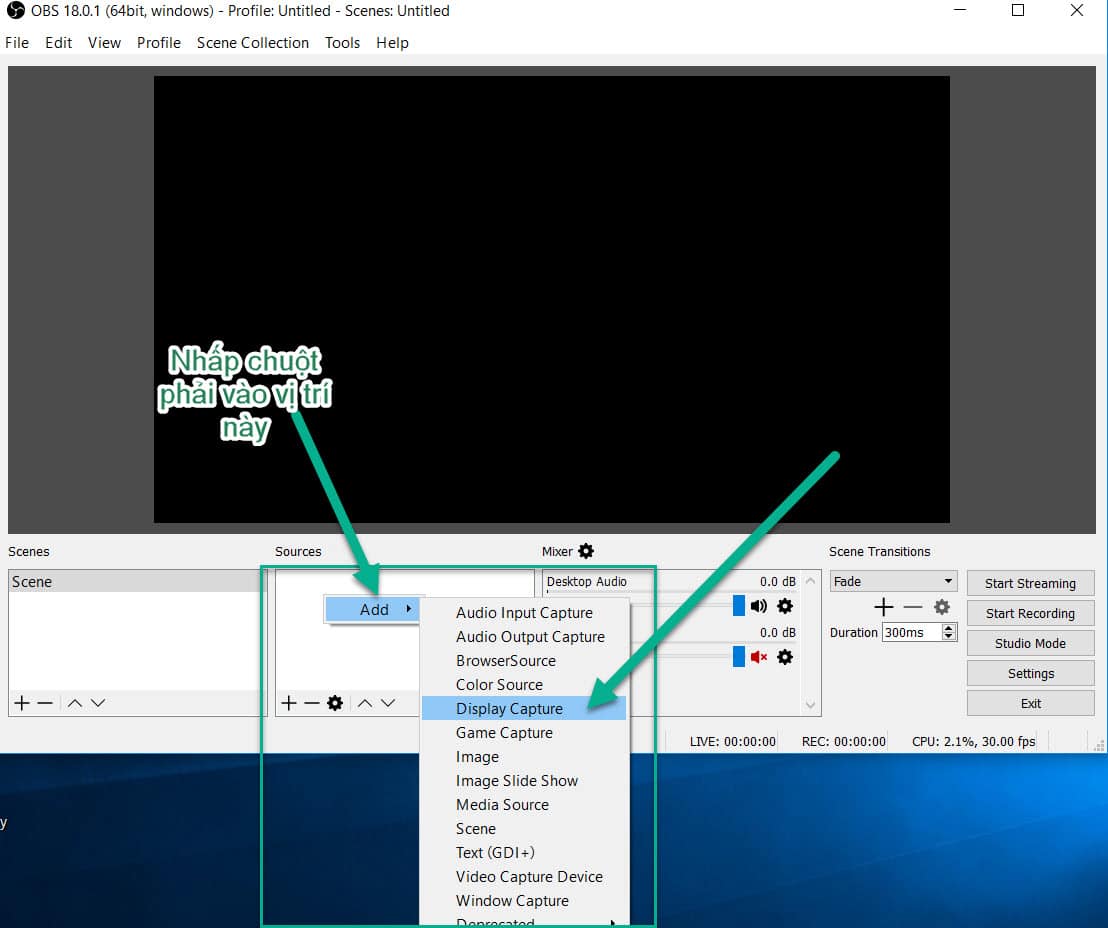 OBS 18.0.1 (64bit, windows) - Profile: Untitled - Scenes: Untitled
File Edit View Profile Scene Collection Tools Help
Nhấp chuột
phải vào vị trí
này
Scenes
Scene
Sources
Add
Audio Input Capture
Audio Output Capture
BrowserSource
Color Source
Display Capture
Game Capture
Image
Image Slide Show
Media Source
Scene
Text (GDI+)
Video Capture Device
Window Capture
Deprecated
Mixer
Desktop Audio 0.0 dB
0.0 dB
Scene Transitions
Fade
Duration 300ms
Start Streaming
Start Recording
Studio Mode
Settings
Exit
LIVE: 00:00:00 REC: 00:00:00 CPU: 2.1%, 30.00 fps
y